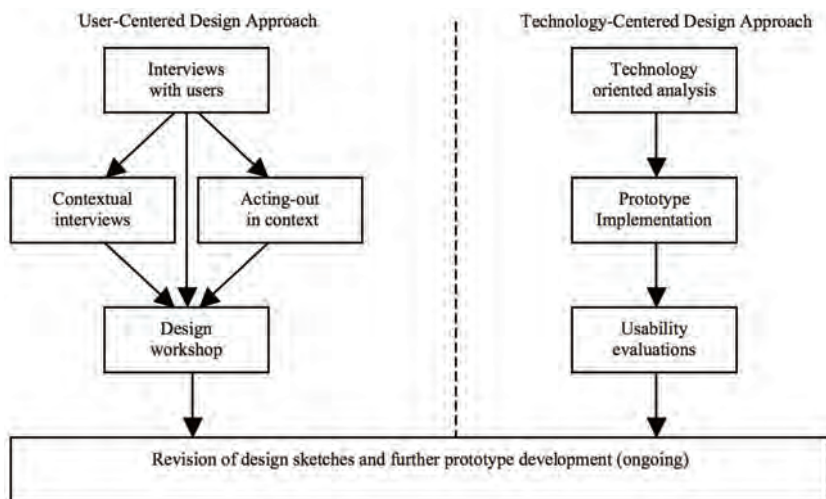 User-Centered Design Approach
Technology-Centered Design Approach
Interviews
with users
Technology
oriented analysis
Contextual
interviews
Acting-out
in context
Prototype
Implementation
Design
workshop
Usability
evaluations
Revision of design sketches and further prototype development (ongoing)